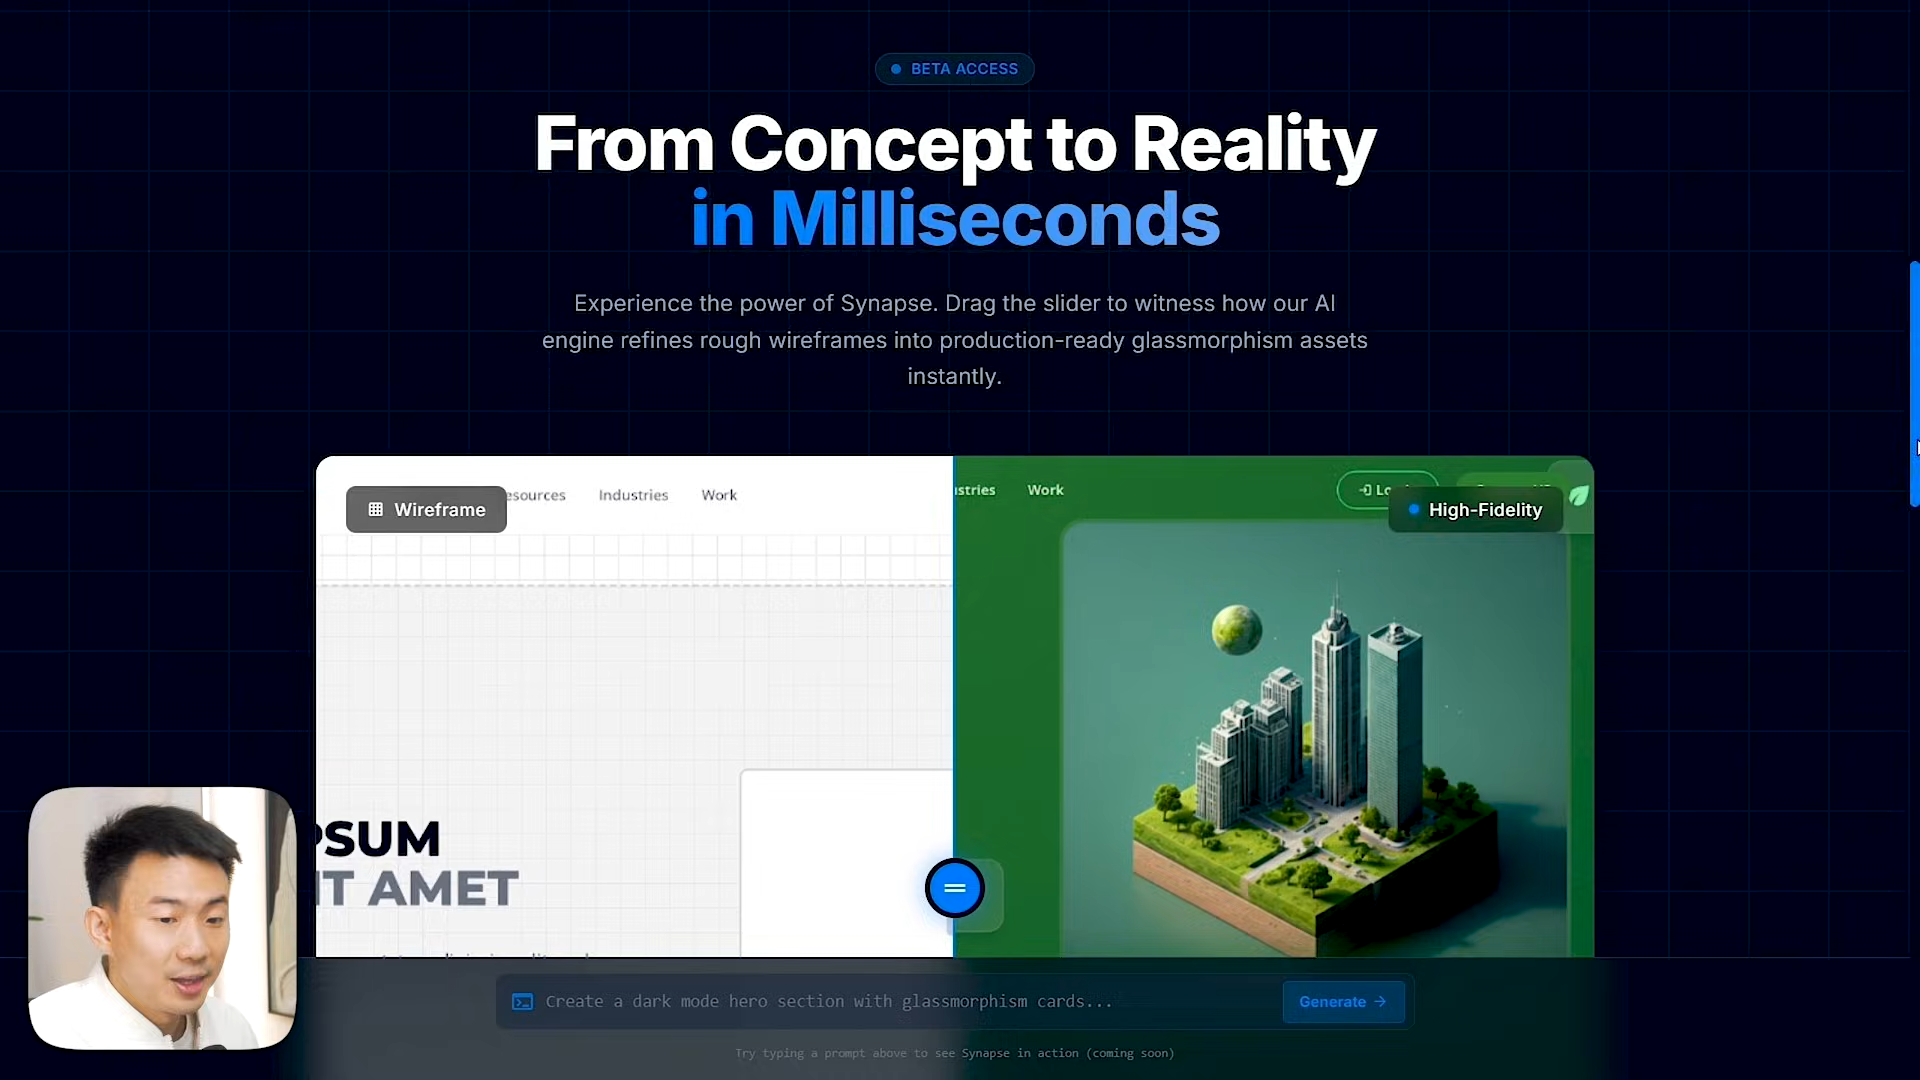 BETA ACCESS
From Concept to Reality
in Milliseconds
Experience the power of Synapse. Drag the slider to witness how our AI
engine refines rough wireframes into production-ready glassmorphism assets
instantly.
Wireframe
esources Industries Work
stries Work
Lo
High-Fidelity
PSUM
IT AMET
Create a dark mode hero section with glassmorphism cards...
Generate →
Try typing a prompt above to see Synapse in action (coming soon)